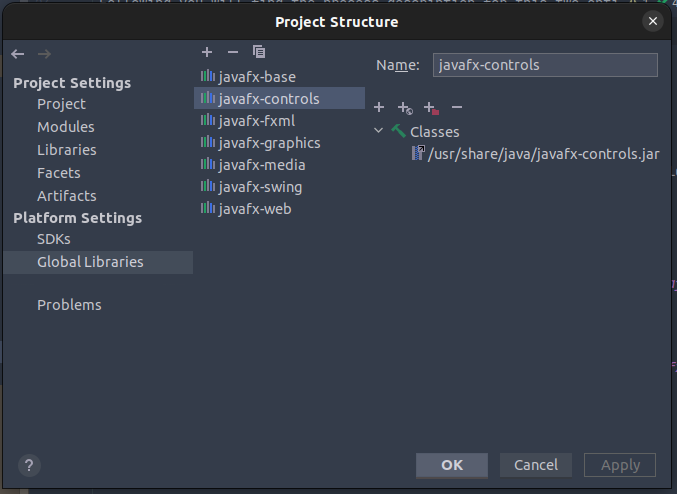 Project Structure
Project Settings
Project
Modules
Libraries
Facets
Artifacts
Platform Settings
SDKs
Global Libraries
Problems
javafx-base
javafx-controls
javafx-fxml
javafx-graphics
javafx-media
javafx-swing
javafx-web
Name: javafx-controls
Classes
/usr/share/java/javafx-controls.jar
?
OK
Cancel
Apply